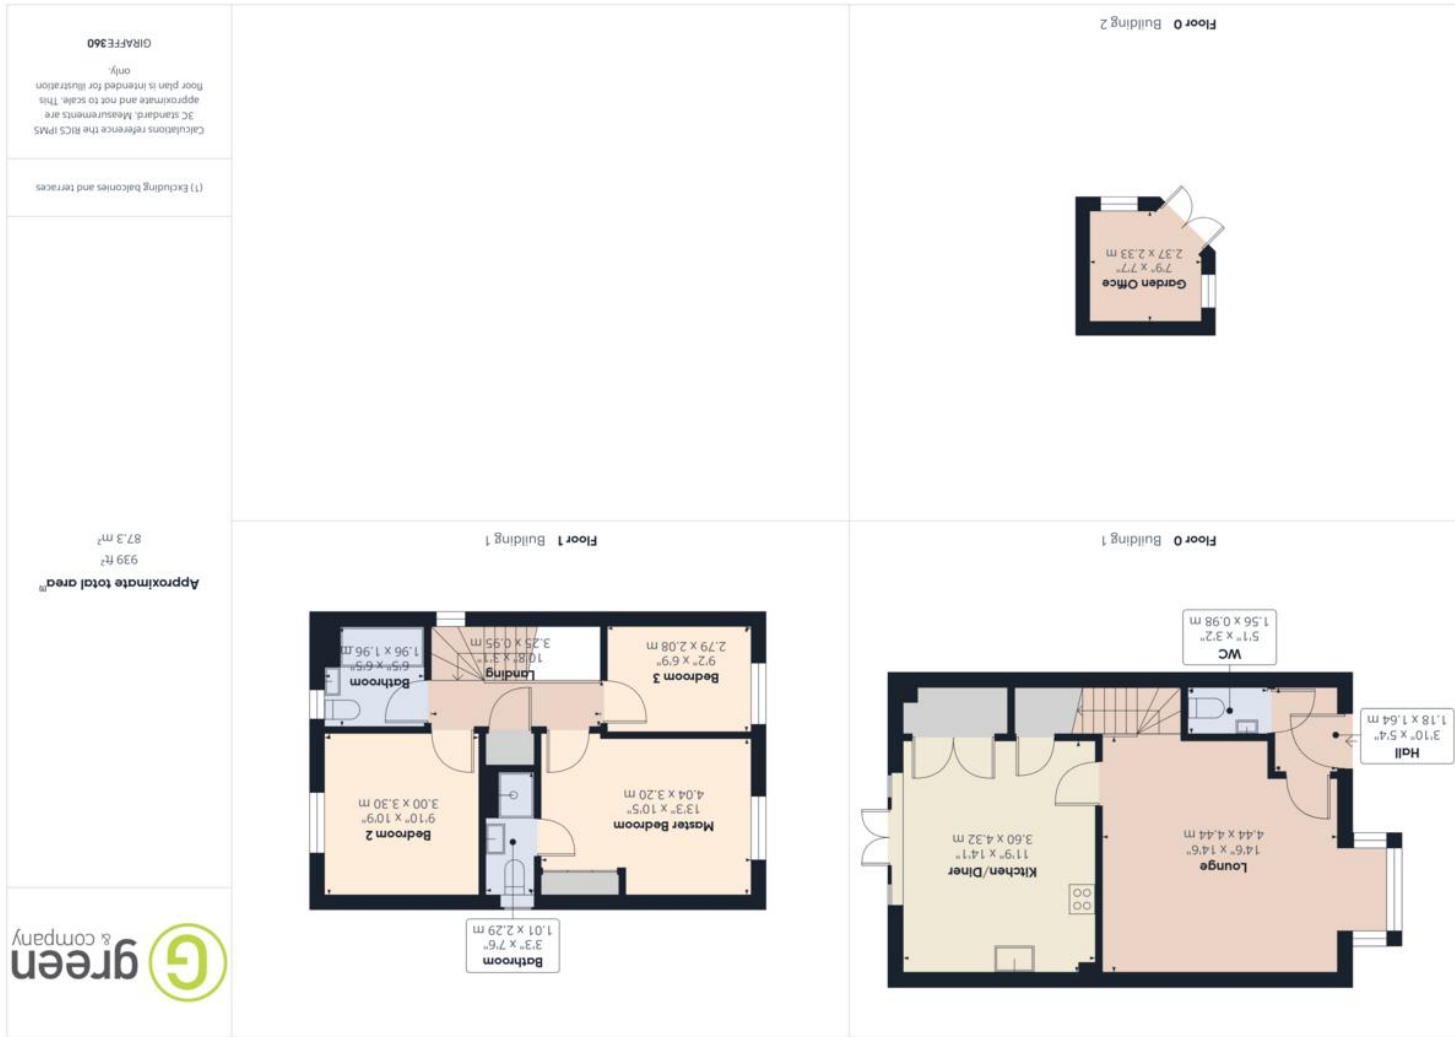 Lounge
14'6" x 14'6"
4.44 x 4.44 m
Kitchen/Diner
11'9" x 14'1"
3.60 x 4.32 m
Hall
3'10" x 5'4"
1.18 x 1.64 m
WC
5'1" x 3'2"
1.56 x 0.98 m
Floor 0 Building 1
Bathroom
3'3" x 7'6"
1.01 x 2.29 m
Master Bedroom
13'3" x 10'5"
4.04 x 3.20 m
Bedroom 2
9'10" x 10'9"
3.00 x 3.30 m
Bedroom 3
9'2" x 6'9"
2.79 x 2.08 m
Landing
10'8" x 3'1"
3.25 x 0.95 m
Bathroom
6'5" x 6'5"
1.96 x 1.96 m
Floor 1 Building 1
Garden Office
7'9" x 7'7"
2.37 x 2.33 m
Floor 0 Building 2
G green
& company
Approximate total area(1)
939 ft²
87.3 m²
(1) Excluding balconies and terraces
Calculations reference the RICS IPMS
3C standard. Measurements are
approximate and not to scale. This
floor plan is intended for illustration
only.
GIRAFFE360